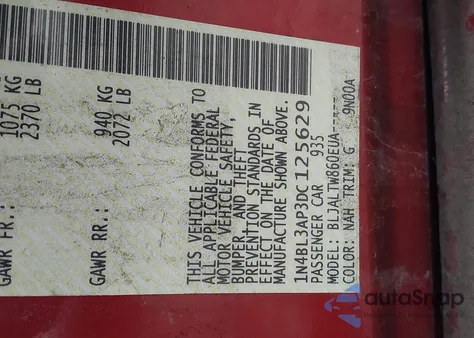 GAWR FR.: 1075 KG
2370 LB
GAWR RR.: 940 KG
2072 LB
THIS VEHICLE CONFORMS TO
ALL APPLICABLE FEDERAL
MOTOR VEHICLE SAFETY,
BUMPER, AND THEFT
PREVENTION STANDARDS IN
EFFECT ON THE DATE OF
MANUFACTURE SHOWN ABOVE.
1N4BL3AP3DC125629
PASSENGER CAR 935
MODEL: BLJALTW860EUA-----
COLOR: NAH TRIM: G 9N00A
autoSnap